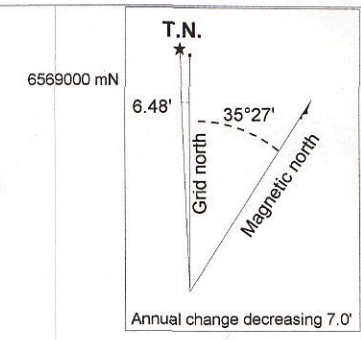 T.N.
6569000 mN
6.48'
35°27'
Grid north
Magnetic north
Annual change decreasing 7.0'